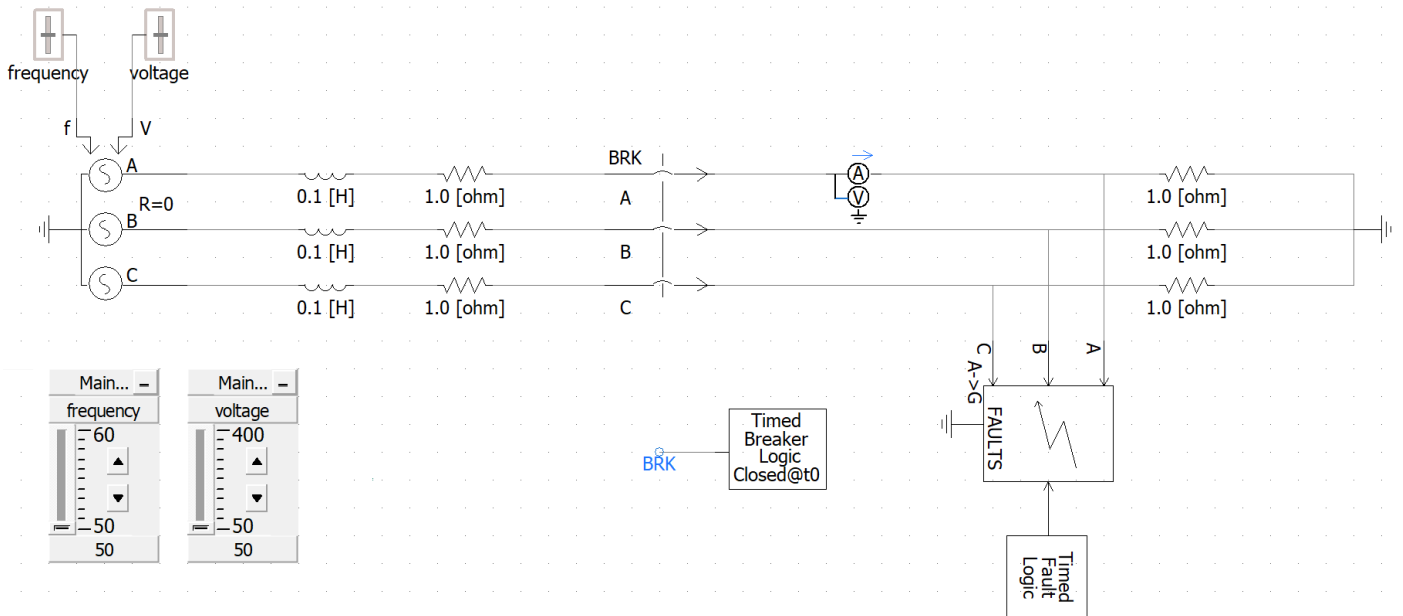 frequency
voltage
f
V
A
R=0
B
C
0.1 [H]
1.0 [ohm]
0.1 [H]
1.0 [ohm]
0.1 [H]
1.0 [ohm]
BRK
A
B
C
A
V
1.0 [ohm]
1.0 [ohm]
1.0 [ohm]
C
B
A
A->G
FAULTS
Timed
Fault
Logic
Timed
Breaker
Logic
Closed@t0
BRK
Main...
frequency
60
50
50
Main...
voltage
400
50
50